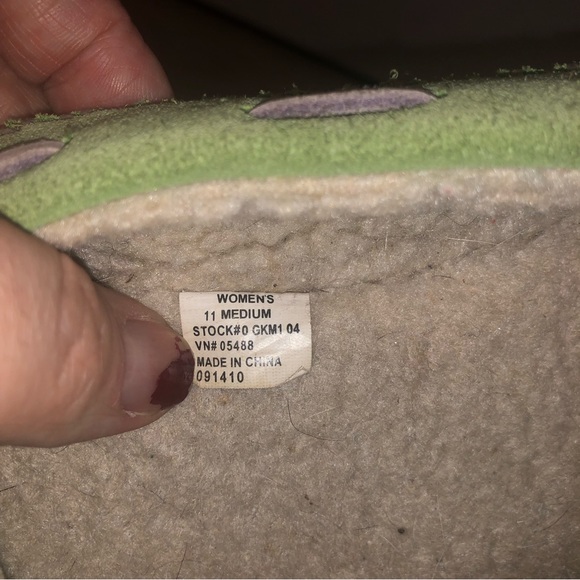 WOMEN'S
11 MEDIUM
STOCK#0 GKM1 04
VN# 05488
MADE IN CHINA
091410